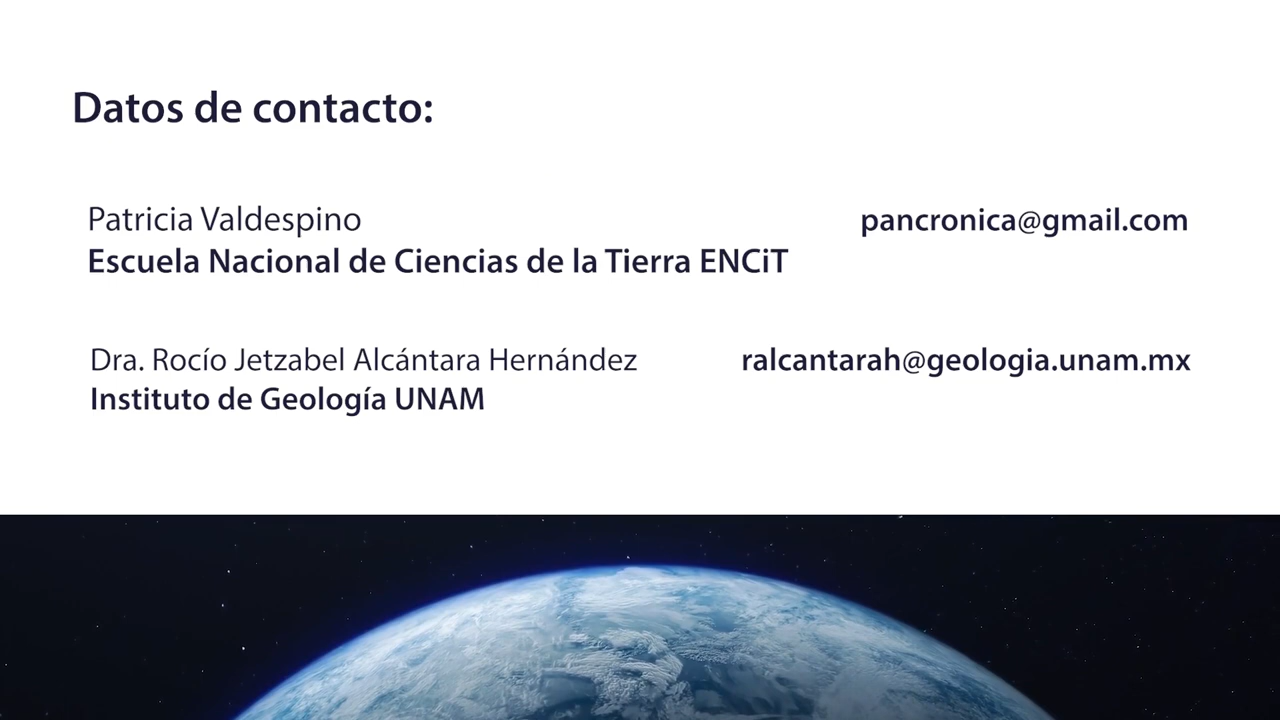 Datos de contacto:
Patricia Valdespino pancronica@gmail.com
Escuela Nacional de Ciencias de la Tierra ENCiT
Dra. Rocío Jetzabel Alcántara Hernández ralcantarah@geologia.unam.mx
Instituto de Geología UNAM